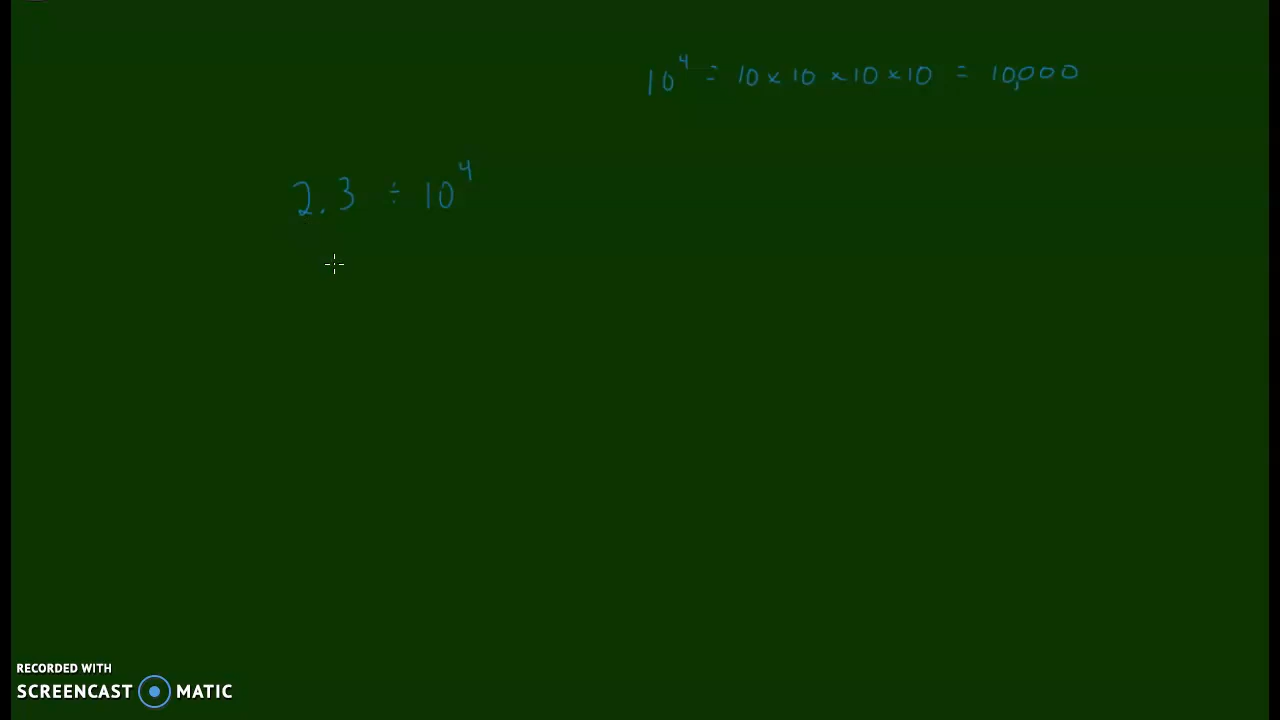 10⁴ = 10 × 10 × 10 × 10 = 10,000
2.3 ÷ 10⁴
RECORDED WITH
SCREENCAST MATIC